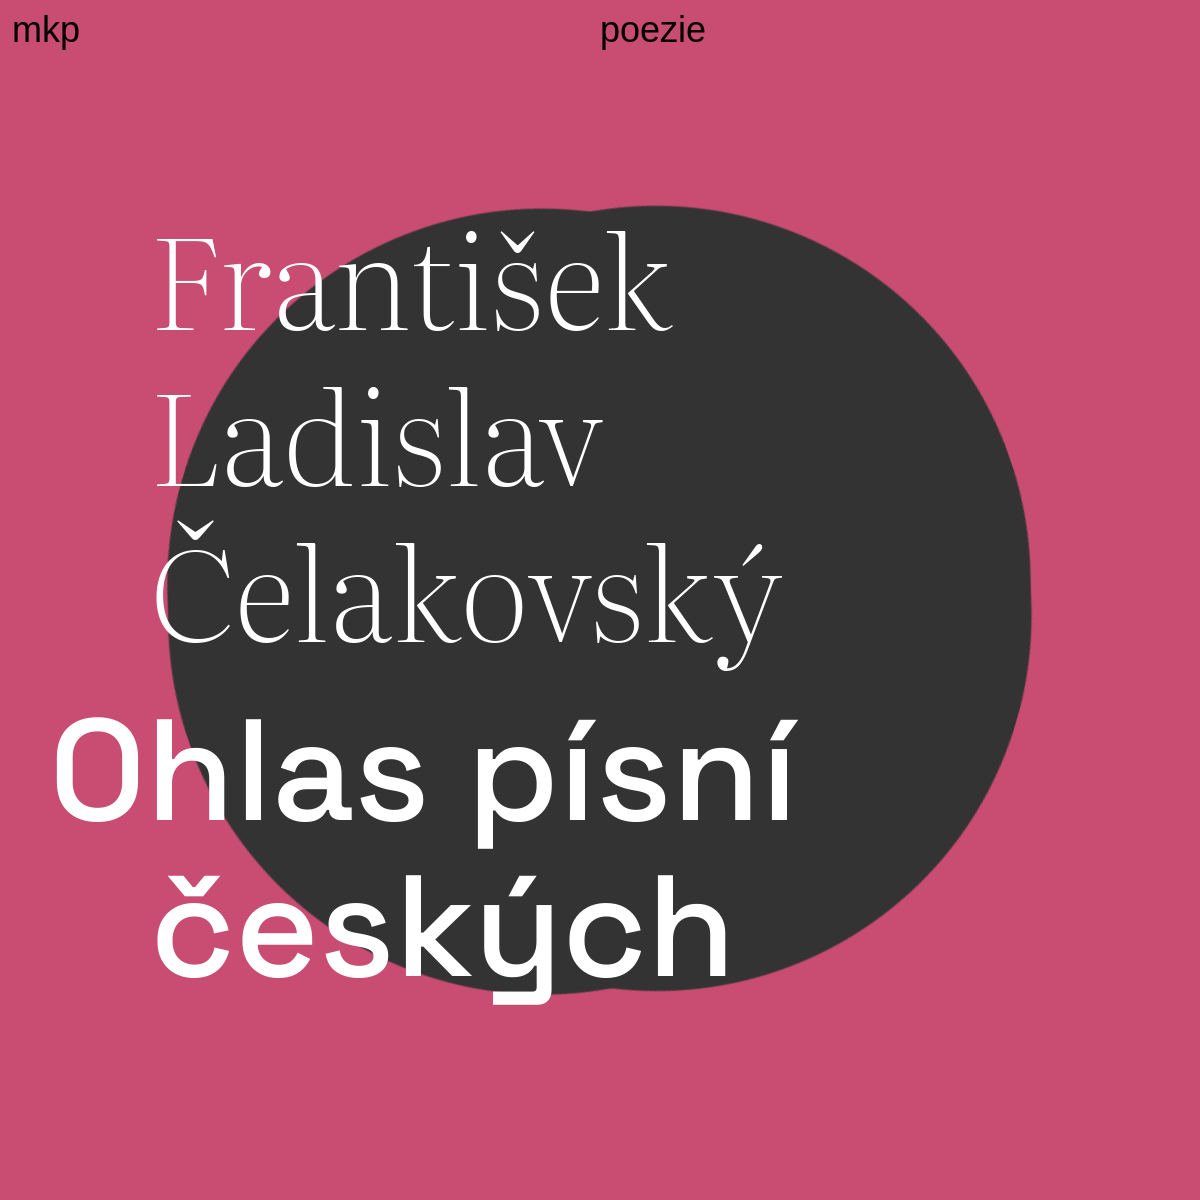 mkp
poezie
František
Ladislav
Čelakovský
Ohlas písní
českých